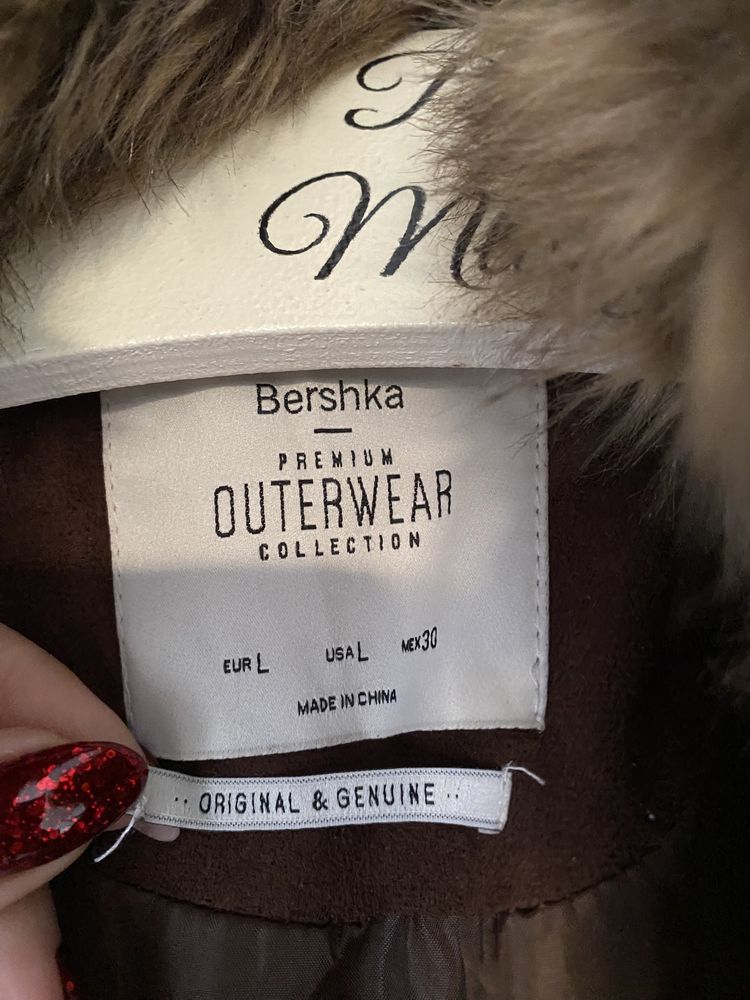 Bershka
PREMIUM
OUTERWEAR
COLLECTION
EUR L USA L MEX 30
MADE IN CHINA
·· ORIGINAL & GENUINE ··